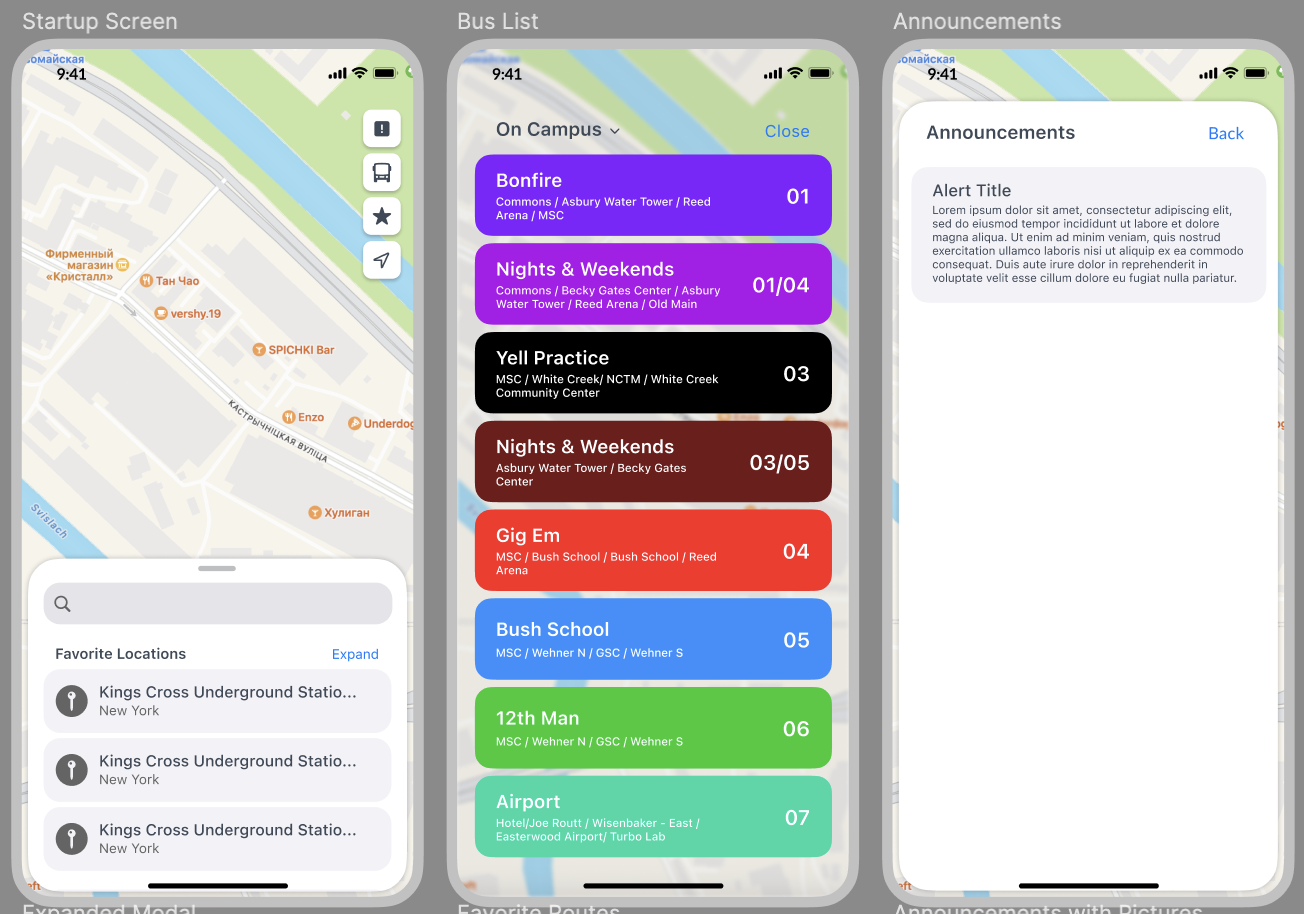 Startup Screen
омайская
9:41
Фирменный
магазин
«Кристалл»
Тан Чао
vershy.19
SPICHKI Bar
Enzo
Underdog
КАСТРЫЧНІЦКАЯ ВУЛІЦА
Хулиган
Svislach
Favorite Locations
Expand
Kings Cross Underground Statio...
New York
Kings Cross Underground Statio...
New York
Kings Cross Underground Statio...
New York
eft
Expanded Modal
Bus List
9:41
On Campus
Close
Bonfire
Commons / Asbury Water Tower / Reed
Arena / MSC
01
Nights & Weekends
Commons / Becky Gates Center / Asbury
Water Tower / Reed Arena / Old Main
01/04
Yell Practice
MSC / White Creek/ NCTM / White Creek
Community Center
03
Nights & Weekends
Asbury Water Tower / Becky Gates
Center
03/05
Gig Em
MSC / Bush School / Bush School / Reed
Arena
04
Bush School
MSC / Wehner N / GSC / Wehner S
05
12th Man
MSC / Wehner N / GSC / Wehner S
06
Airport
Hotel/Joe Routt / Wisenbaker - East /
Easterwood Airport/ Turbo Lab
07
Favorite Routes
Announcements
омайская
9:41
Announcements
Back
Alert Title
Lorem ipsum dolor sit amet, consectetur adipiscing elit,
sed do eiusmod tempor incididunt ut labore et dolore
magna aliqua. Ut enim ad minim veniam, quis nostrud
exercitation ullamco laboris nisi ut aliquip ex ea commodo
consequat. Duis aute irure dolor in reprehenderit in
voluptate velit esse cillum dolore eu fugiat nulla pariatur.
eft
Announcements with Pictures